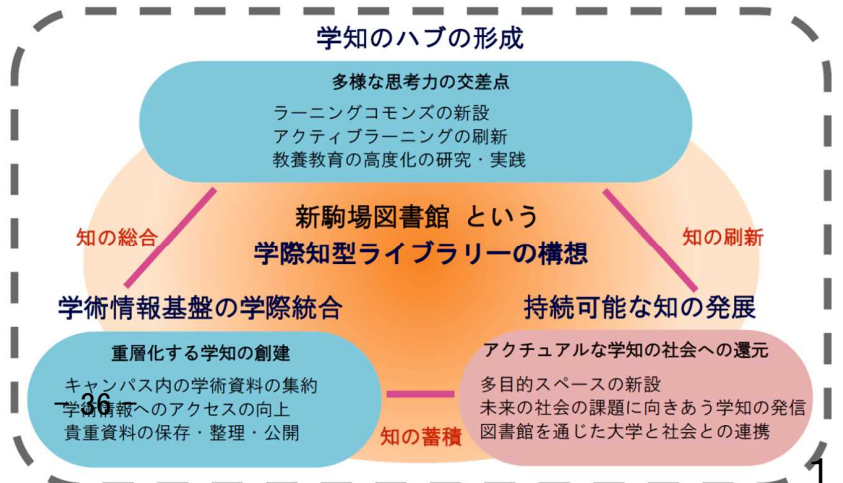 学知のハブの形成
多様な思考力の交差点
ラーニングコモンズの新設
アクティブラーニングの刷新
教養教育の高度化の研究・実践
知の総合
新駒場図書館 という
学際知型ライブラリーの構想
知の刷新
学術情報基盤の学際統合
重層化する学知の創建
キャンパス内の学術資料の集約
学術情報へのアクセスの向上
貴重資料の保存・整理・公開
− 36 −
知の蓄積
持続可能な知の発展
アクチュアルな学知の社会への還元
多目的スペースの新設
未来の社会の課題に向きあう学知の発信
図書館を通じた大学と社会との連携
1